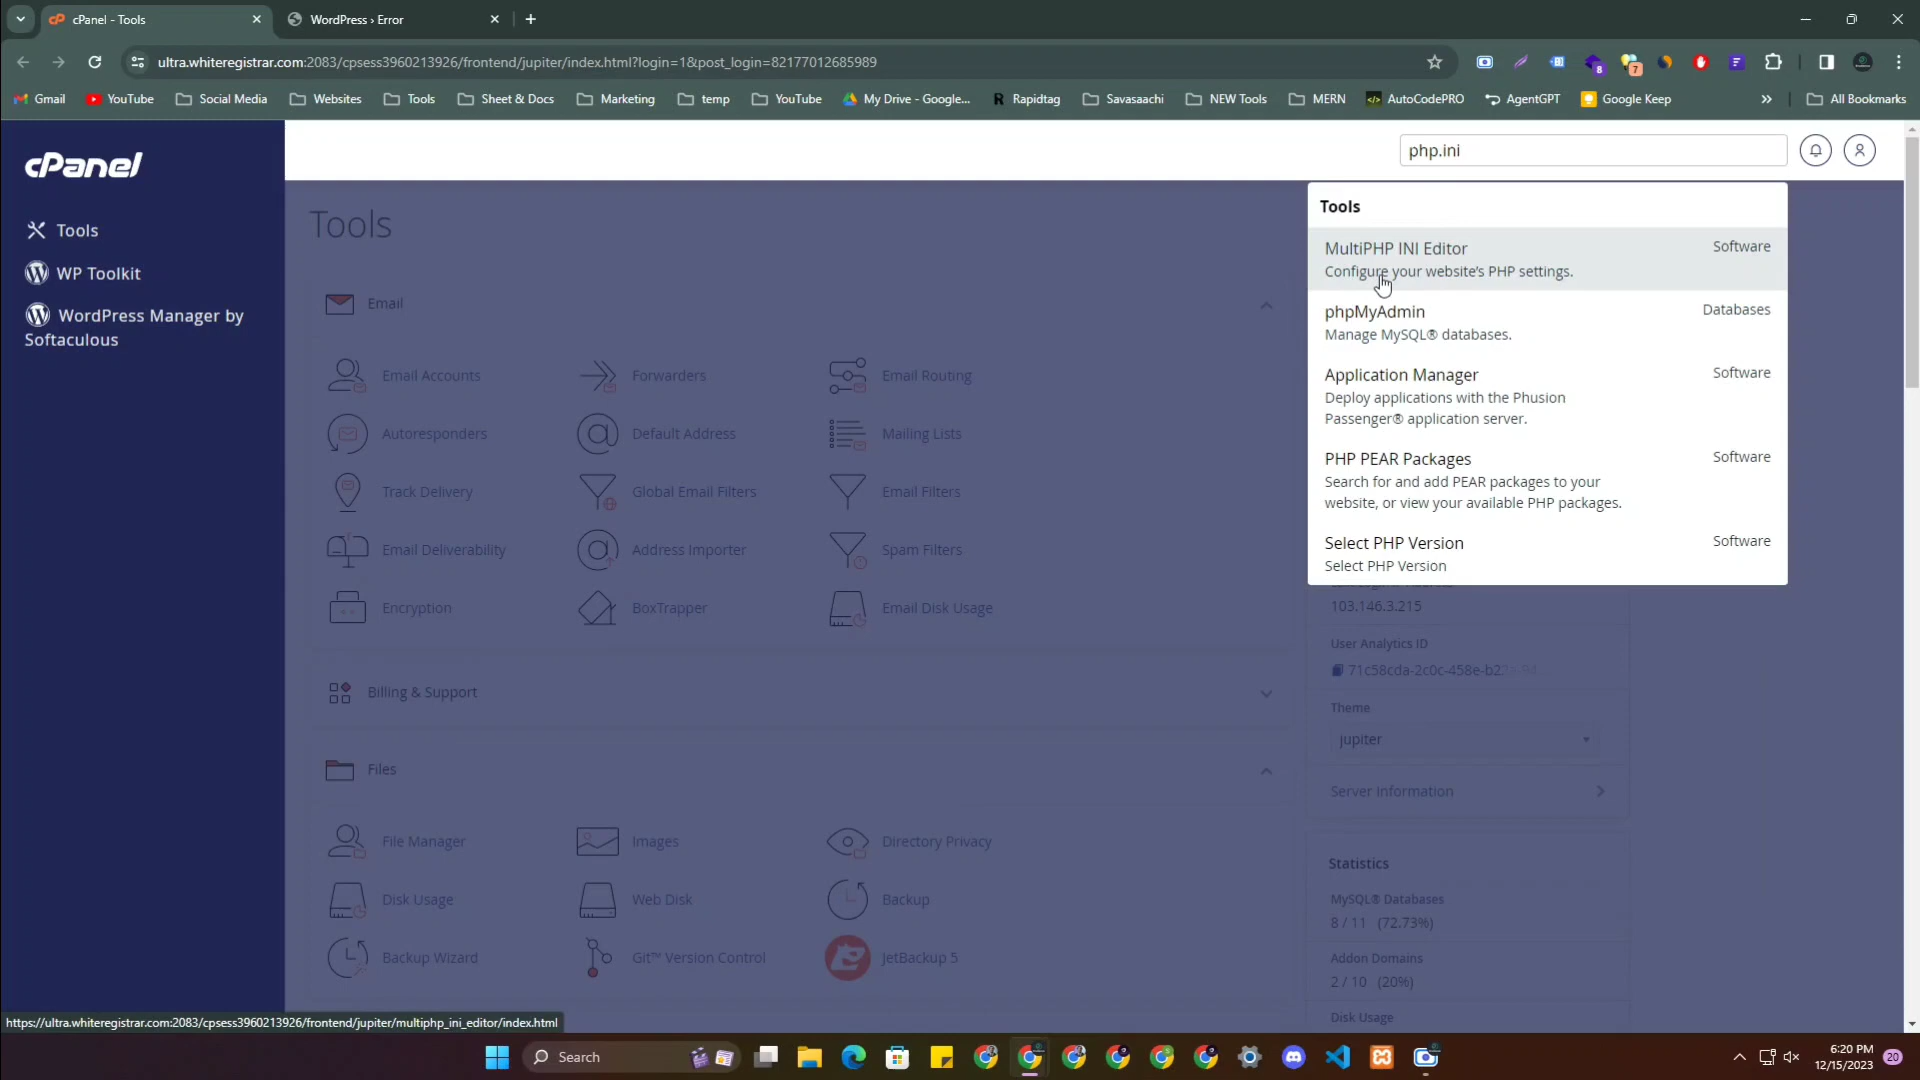 cPanel - Tools
WordPress › Error
ultra.whiteregistrar.com:2083/cpsess3960213926/frontend/jupiter/index.html?login=1&post_login=82177012685989
Gmail
YouTube
Social Media
Websites
Tools
Sheet & Docs
Marketing
temp
YouTube
My Drive - Google...
Rapidtag
Savasaachi
NEW Tools
MERN
AutoCodePRO
AgentGPT
Google Keep
All Bookmarks
cPanel
Tools
WP Toolkit
WordPress Manager by
Softaculous
php.ini
Tools
MultiPHP INI Editor
Software
Configure your website's PHP settings.
phpMyAdmin
Databases
Manage MySQL® databases.
Application Manager
Software
Deploy applications with the Phusion
Passenger® application server.
PHP PEAR Packages
Software
Search for and add PEAR packages to your
website, or view your available PHP packages.
Select PHP Version
Software
Select PHP Version
Tools
Email
Email Accounts
Forwarders
Email Routing
Autoresponders
Default Address
Mailing Lists
Track Delivery
Global Email Filters
Email Filters
Email Deliverability
Address Importer
Spam Filters
Encryption
BoxTrapper
Email Disk Usage
Billing & Support
Files
File Manager
Images
Directory Privacy
Disk Usage
Web Disk
Backup
Backup Wizard
Git™ Version Control
JetBackup 5
103.146.3.215
User Analytics ID
71c58cda-2c0c-458e-b2
Theme
jupiter
Server Information
Statistics
MySQL® Databases
8 / 11 (72.73%)
Addon Domains
2 / 10 (20%)
Disk Usage
https://ultra.whiteregistrar.com:2083/cpsess3960213926/frontend/jupiter/multiphp_ini_editor/index.html
Search
6:20 PM
12/15/2023
20
8
7